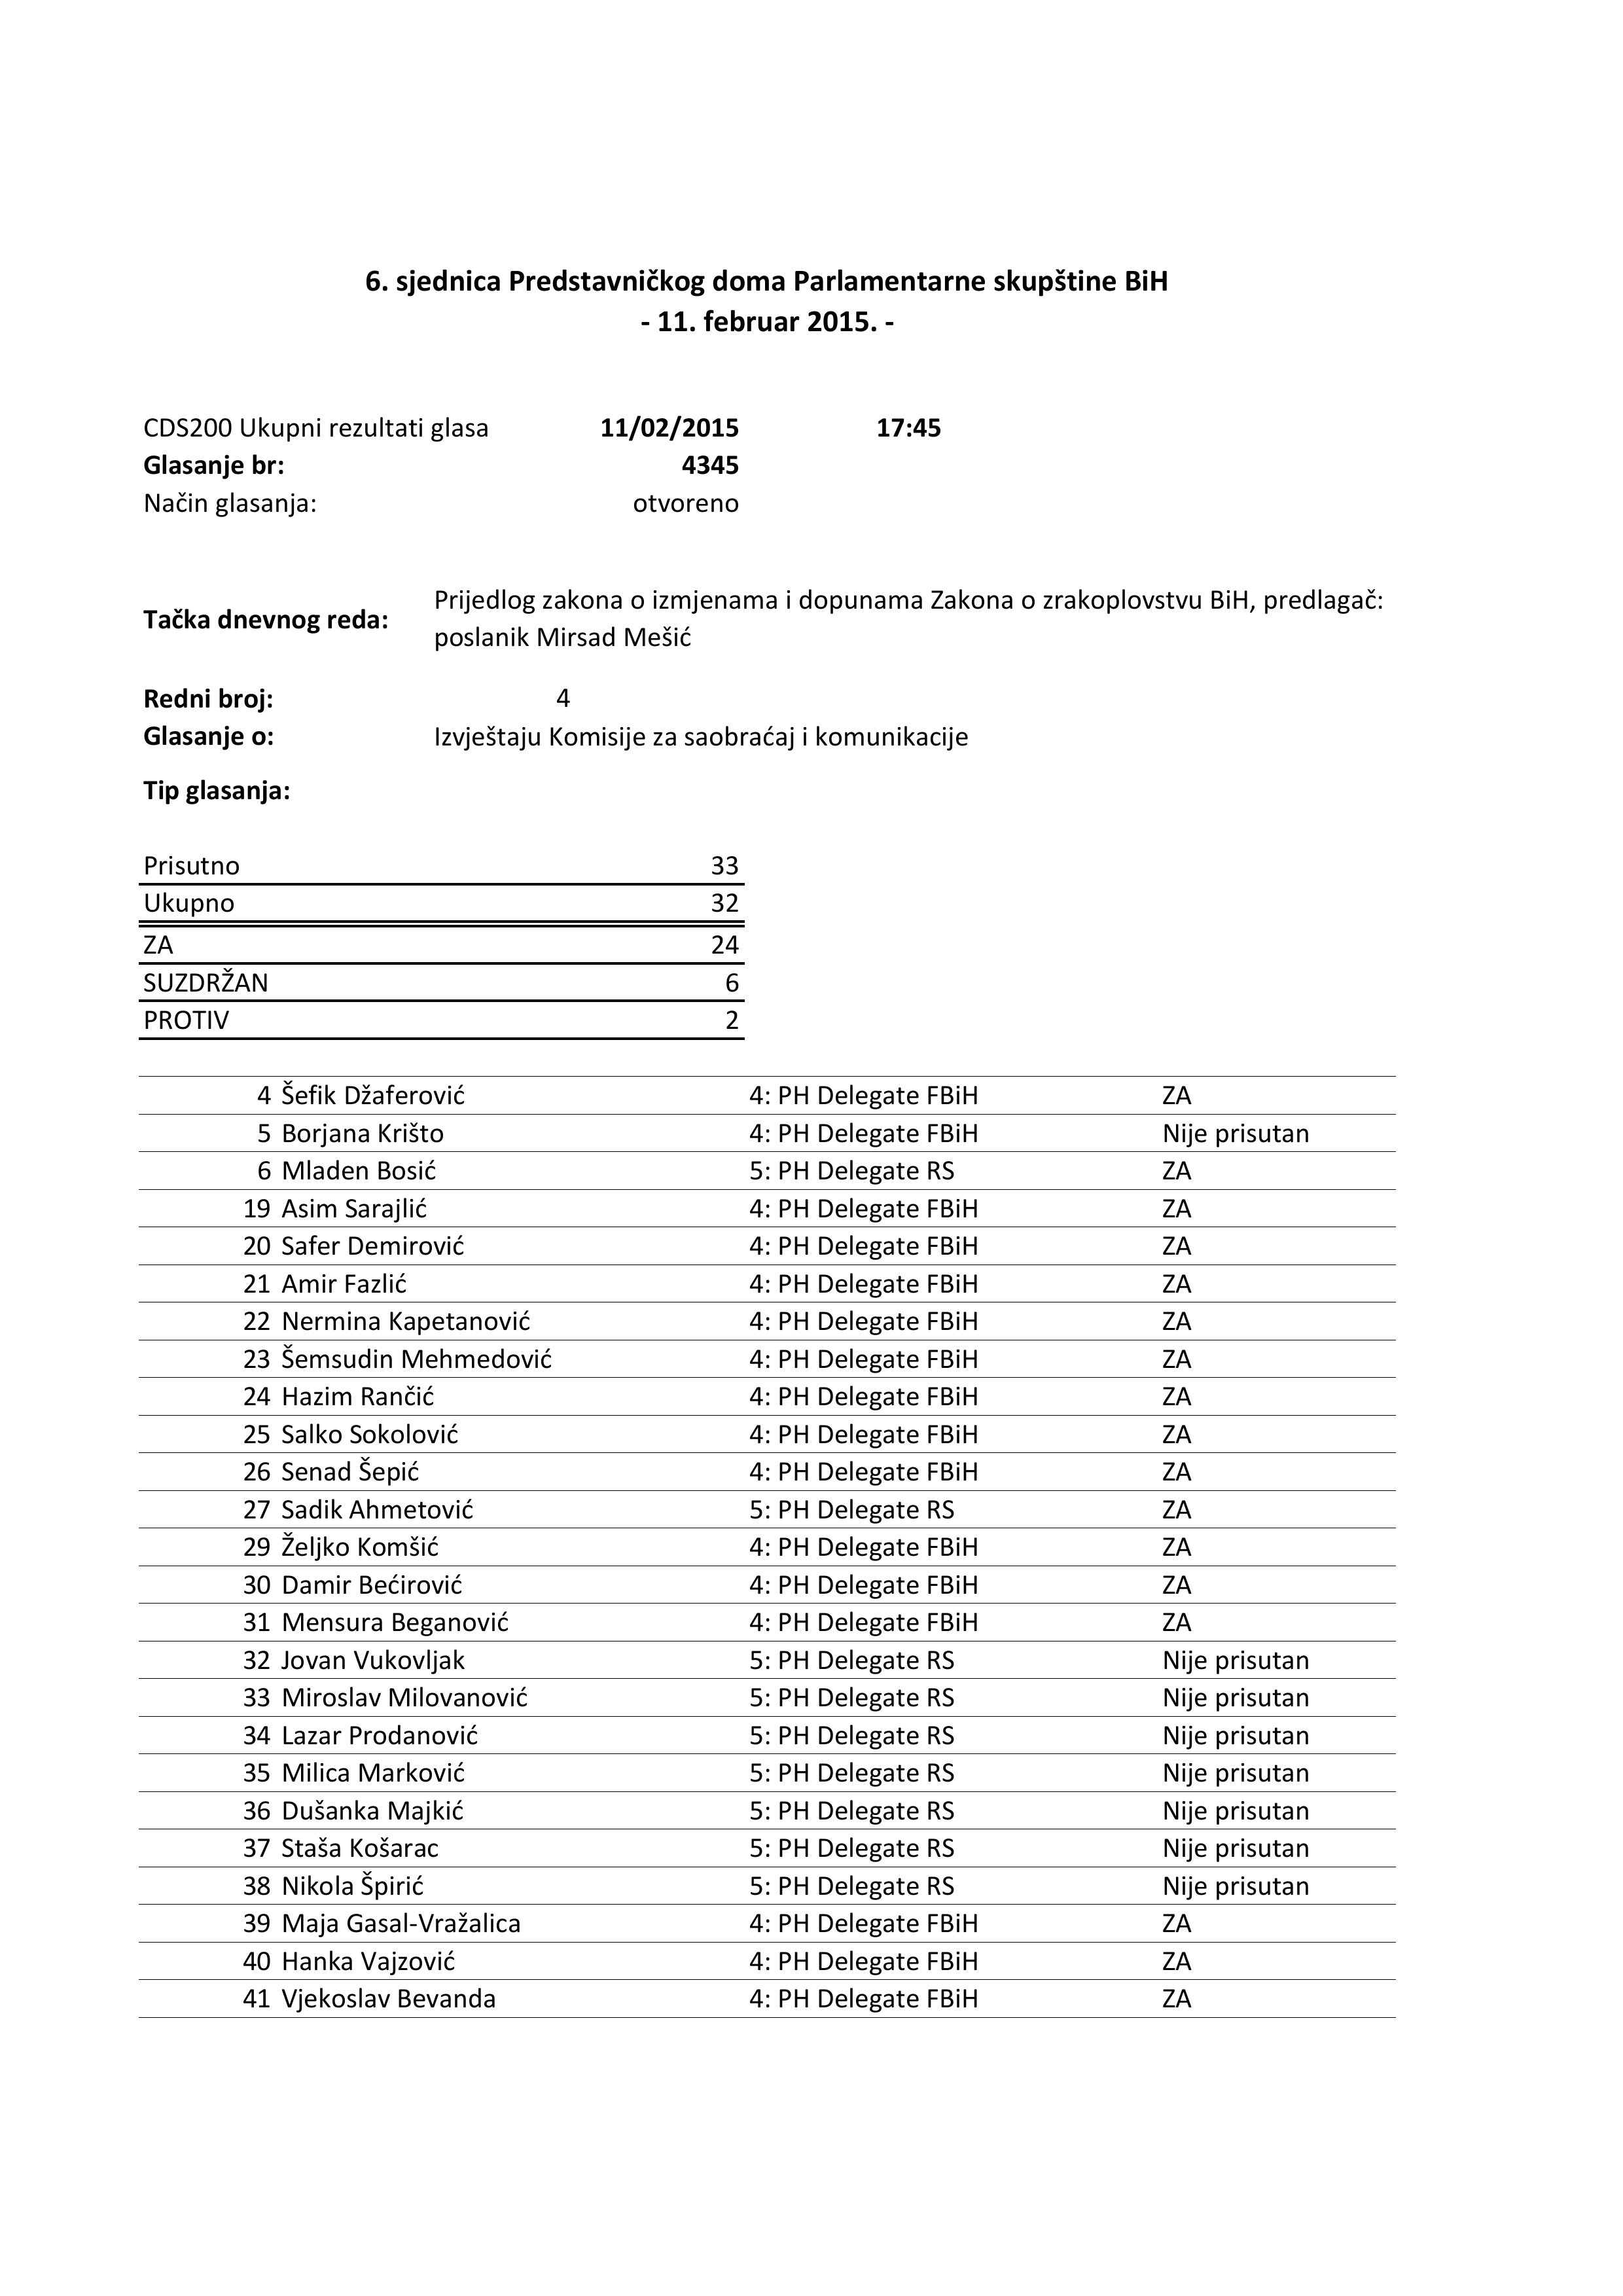 6. sjednica Predstavničkog doma Parlamentarne skupštine BiH
- 11. februar 2015. -
CDS200 Ukupni rezultati glasa 11/02/2015 17:45
Glasanje br: 4345
Način glasanja: otvoreno
Tačka dnevnog reda: Prijedlog zakona o izmjenama i dopunama Zakona o zrakoplovstvu BiH, predlagač:
poslanik Mirsad Mešić
Redni broj: 4
Glasanje o: Izvještaju Komisije za saobraćaj i komunikacije
Tip glasanja:
Prisutno 33
Ukupno 32
ZA 24
SUZDRŽAN 6
PROTIV 2
4 Šefik Džaferović 4: PH Delegate FBiH ZA
5 Borjana Krišto 4: PH Delegate FBiH Nije prisutan
6 Mladen Bosić 5: PH Delegate RS ZA
19 Asim Sarajlić 4: PH Delegate FBiH ZA
20 Safer Demirović 4: PH Delegate FBiH ZA
21 Amir Fazlić 4: PH Delegate FBiH ZA
22 Nermina Kapetanović 4: PH Delegate FBiH ZA
23 Šemsudin Mehmedović 4: PH Delegate FBiH ZA
24 Hazim Rančić 4: PH Delegate FBiH ZA
25 Salko Sokolović 4: PH Delegate FBiH ZA
26 Senad Šepić 4: PH Delegate FBiH ZA
27 Sadik Ahmetović 5: PH Delegate RS ZA
29 Željko Komšić 4: PH Delegate FBiH ZA
30 Damir Bećirović 4: PH Delegate FBiH ZA
31 Mensura Beganović 4: PH Delegate FBiH ZA
32 Jovan Vukovljak 5: PH Delegate RS Nije prisutan
33 Miroslav Milovanović 5: PH Delegate RS Nije prisutan
34 Lazar Prodanović 5: PH Delegate RS Nije prisutan
35 Milica Marković 5: PH Delegate RS Nije prisutan
36 Dušanka Majkić 5: PH Delegate RS Nije prisutan
37 Staša Košarac 5: PH Delegate RS Nije prisutan
38 Nikola Špirić 5: PH Delegate RS Nije prisutan
39 Maja Gasal-Vražalica 4: PH Delegate FBiH ZA
40 Hanka Vajzović 4: PH Delegate FBiH ZA
41 Vjekoslav Bevanda 4: PH Delegate FBiH ZA